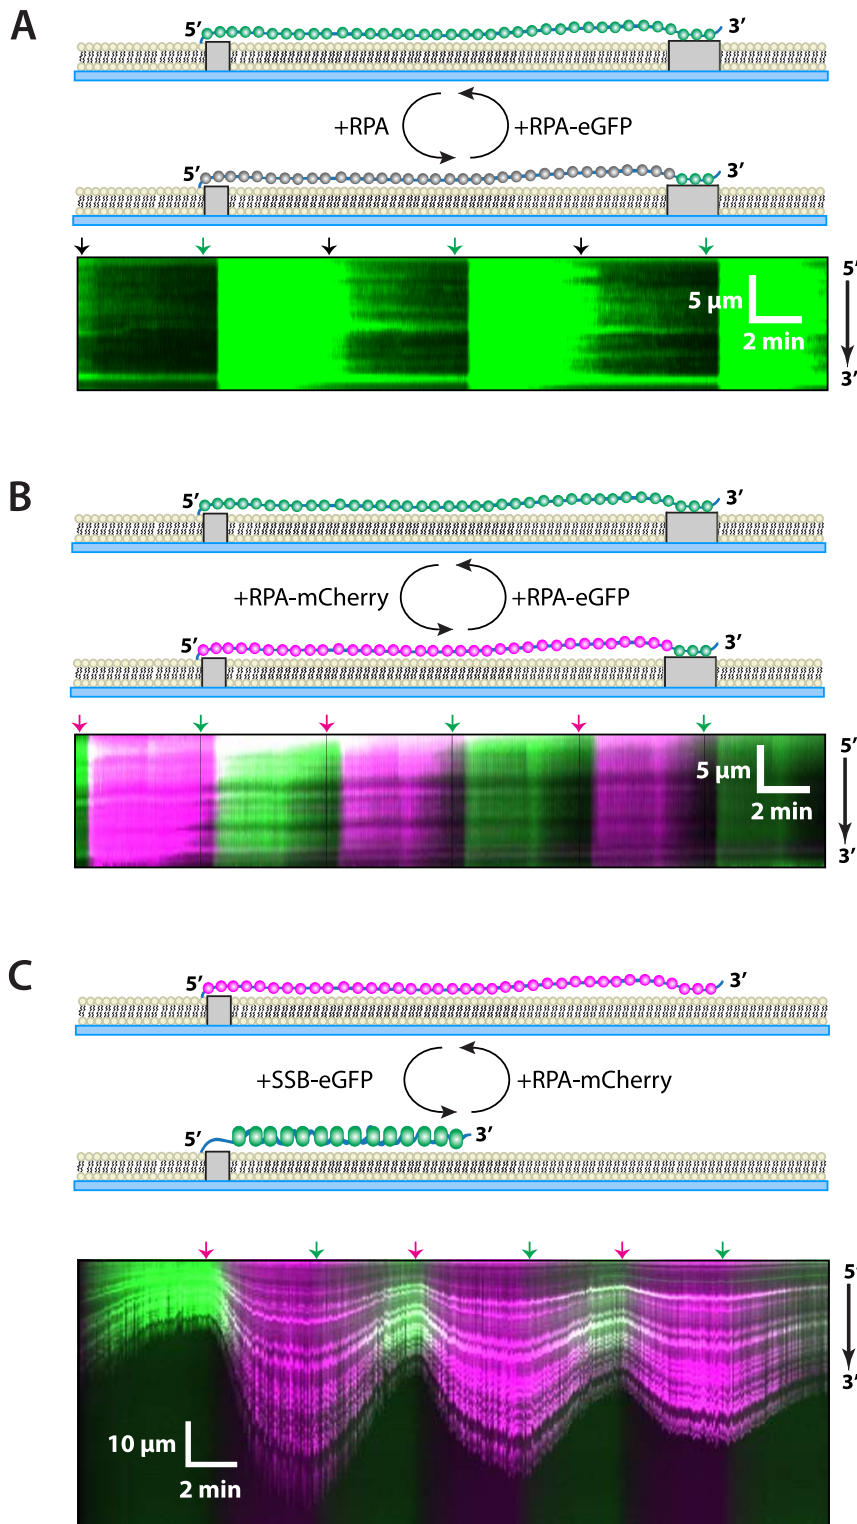 A
5′
3′
+RPA
+RPA-eGFP
5′
3′
5′
5 µm
2 min
3′
B
5′
3′
+RPA-mCherry
+RPA-eGFP
5′
3′
5′
5 µm
2 min
3′
C
5′
3′
+SSB-eGFP
+RPA-mCherry
5′
3′
5′
3′
10 µm
2 min